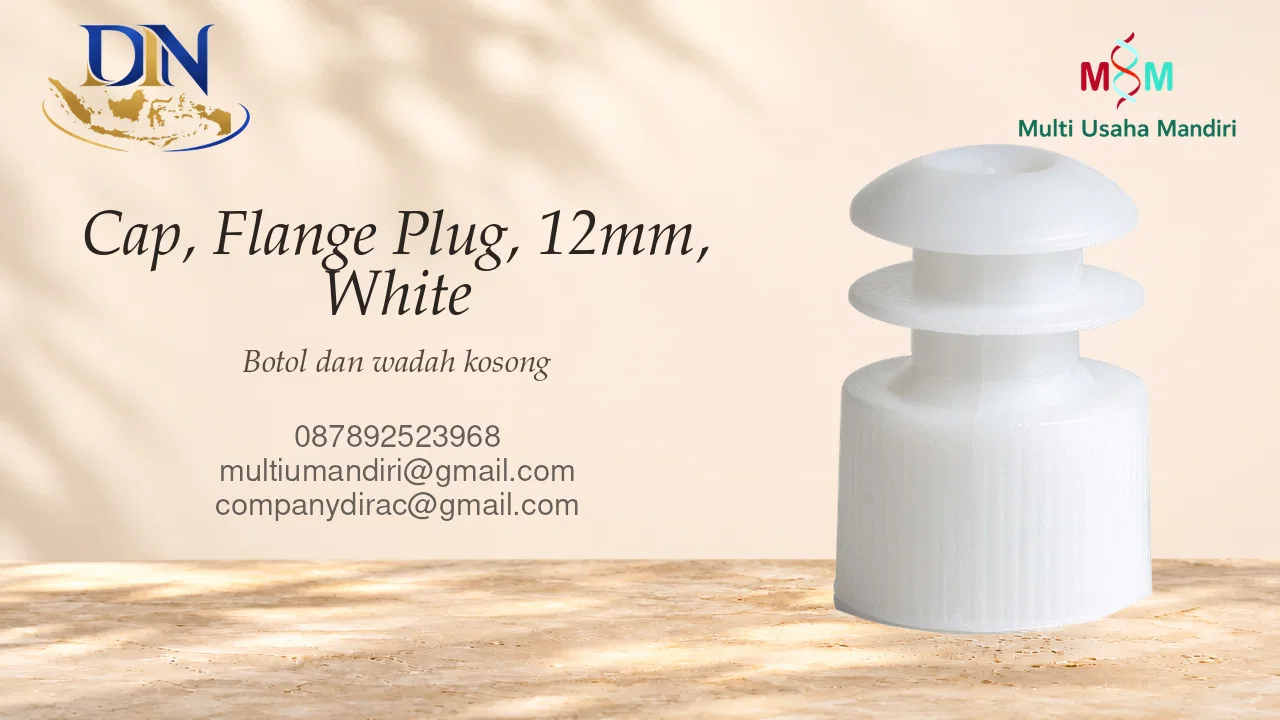 DIN
MSM
Multi Usaha Mandiri
Cap, Flange Plug, 12mm,
White
Botol dan wadah kosong
087892523968
multiumandiri@gmail.com
companydirac@gmail.com